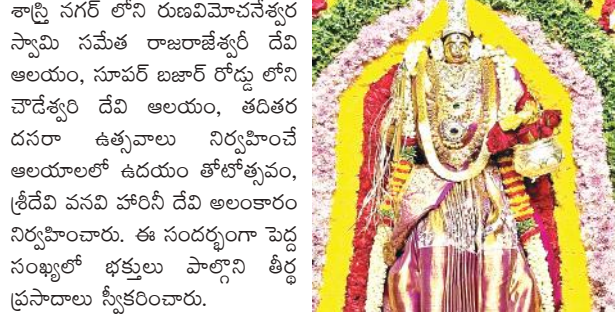 శాస్త్రి నగర్ లోని రుణవిమోచనేశ్వర
స్వామి సమేత రాజరాజేశ్వరీ దేవి
ఆలయం, సూపర్ బజార్ రోడ్డు లోని
చౌడేశ్వరి దేవి ఆలయం, తదితర
దసరా ఉత్సవాలు నిర్వహించే
ఆలయాలలో ఉదయం తోటోత్సవం,
శ్రీదేవి వనవి హారినీ దేవి అలంకారం
నిర్వహించారు. ఈ సందర్భంగా పెద్ద
సంఖ్యలో భక్తులు పాల్గొని తీర్థ
ప్రసాదాలు స్వీకరించారు.